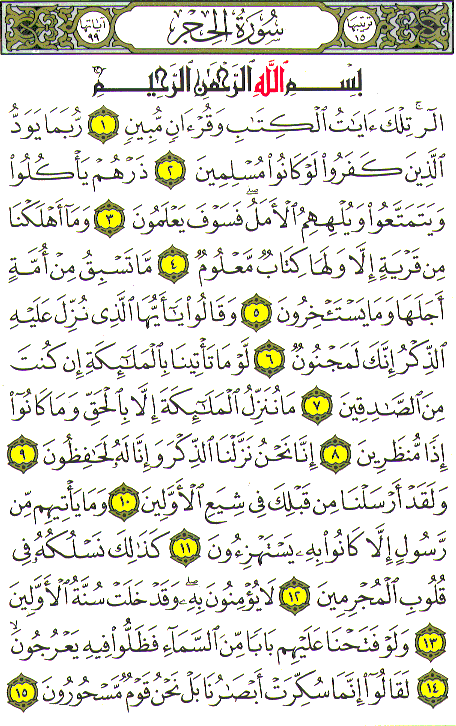 ترتيبها ١٥ سُورَةُ الحِجْرِ آياتها ٩٩
بِسْمِ اللَّهِ الرَّحْمَٰنِ الرَّحِيمِ
الٓرۚ تِلْكَ ءَايَٰتُ ٱلْكِتَٰبِ وَقُرْءَانٍ مُّبِينٍ ١ رُّبَمَا يَوَدُّ
ٱلَّذِينَ كَفَرُوا۟ لَوْ كَانُوا۟ مُسْلِمِينَ ٢ ذَرْهُمْ يَأْكُلُوا۟
وَيَتَمَتَّعُوا۟ وَيُلْهِهِمُ ٱلْأَمَلُ ۖ فَسَوْفَ يَعْلَمُونَ ٣ وَمَآ أَهْلَكْنَا
مِن قَرْيَةٍ إِلَّا وَلَهَا كِتَابٌ مَّعْلُومٌ ٤ مَّا تَسْبِقُ مِنْ أُمَّةٍ
أَجَلَهَا وَمَا يَسْتَـْٔخِرُونَ ٥ وَقَالُوا۟ يَٰٓأَيُّهَا ٱلَّذِى نُزِّلَ عَلَيْهِ
ٱلذِّكْرُ إِنَّكَ لَمَجْنُونٌ ٦ لَّوْ مَا تَأْتِينَا بِٱلْمَلَٰٓئِكَةِ إِن كُنتَ
مِنَ ٱلصَّٰدِقِينَ ٧ مَا نُنَزِّلُ ٱلْمَلَٰٓئِكَةَ إِلَّا بِٱلْحَقِّ وَمَا كَانُوٓا۟
إِذًا مُّنظَرِينَ ٨ إِنَّا نَحْنُ نَزَّلْنَا ٱلذِّكْرَ وَإِنَّا لَهُۥ لَحَٰفِظُونَ ٩
وَلَقَدْ أَرْسَلْنَا مِن قَبْلِكَ فِى شِيَعِ ٱلْأَوَّلِينَ ١٠ وَمَا يَأْتِيهِم مِّن
رَّسُولٍ إِلَّا كَانُوا۟ بِهِۦ يَسْتَهْزِءُونَ ١١ كَذَٰلِكَ نَسْلُكُهُۥ فِى
قُلُوبِ ٱلْمُجْرِمِينَ ١٢ لَا يُؤْمِنُونَ بِهِۦ ۖ وَقَدْ خَلَتْ سُنَّةُ ٱلْأَوَّلِينَ
١٣ وَلَوْ فَتَحْنَا عَلَيْهِم بَابًا مِّنَ ٱلسَّمَآءِ فَظَلُّوا۟ فِيهِ يَعْرُجُونَ
١٤ لَقَالُوٓا۟ إِنَّمَا سُكِّرَتْ أَبْصَٰرُنَا بَلْ نَحْنُ قَوْمٌ مَّسْحُورُونَ ١٥